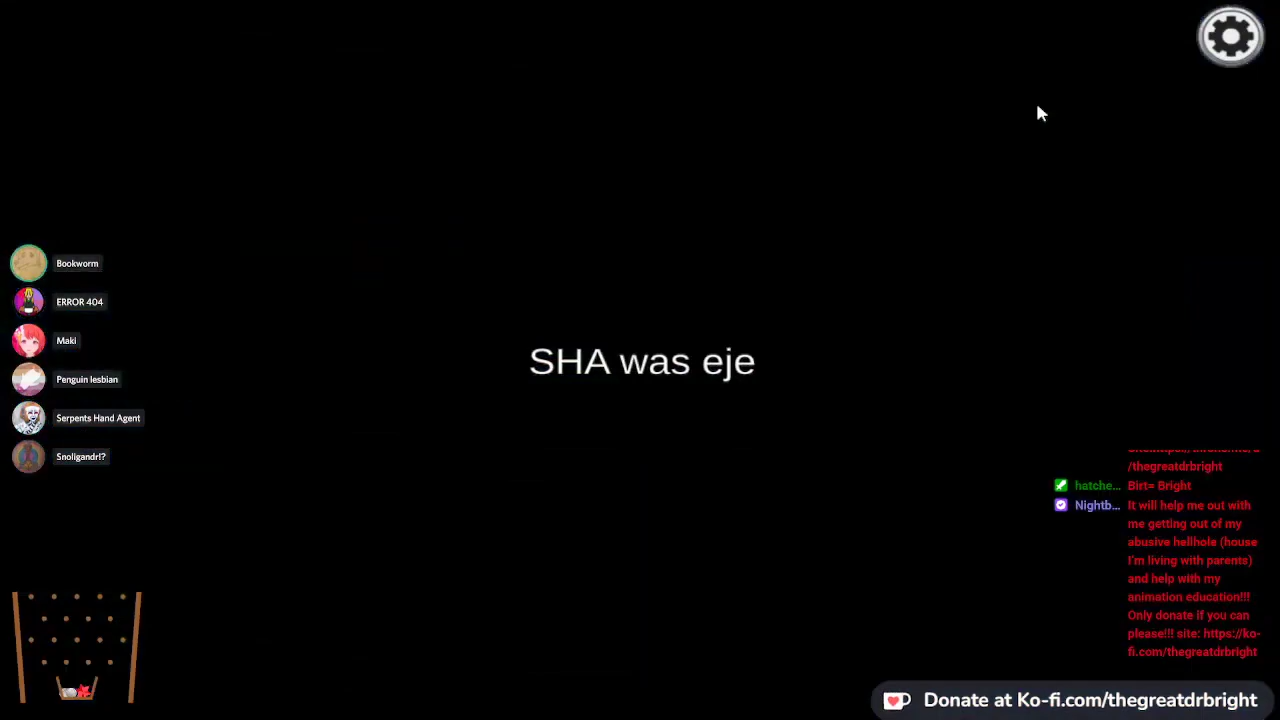 Bookworm
ERROR 404
Maki
Penguin lesbian
SHA was eje
Serpents Hand Agent
Snoligandr!?
/thegreatdrbright
hatche... Birt= Bright
Nightb... It will help me out with
me getting out of my
abusive hellhole (house
I'm living with parents)
and help with my
animation education!!!
Only donate if you can
please!!! site: https://ko-
fi.com/thegreatdrbright
Donate at Ko-fi.com/thegreatdrbright